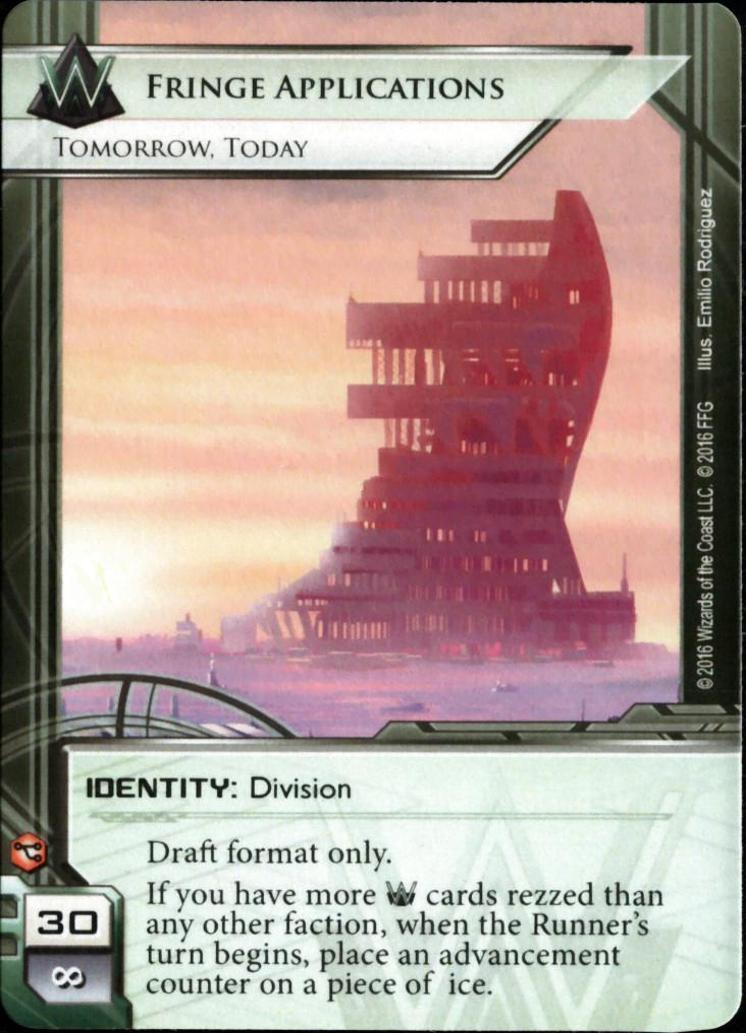 Fringe Applications
Tomorrow, Today
Illus. Emilio Rodriguez
© 2016 Wizards of the Coast LLC. © 2016 FFG
IDENTITY: Division
Draft format only.
If you have more W cards rezzed than
any other faction, when the Runner's
turn begins, place an advancement
counter on a piece of ice.
30
∞